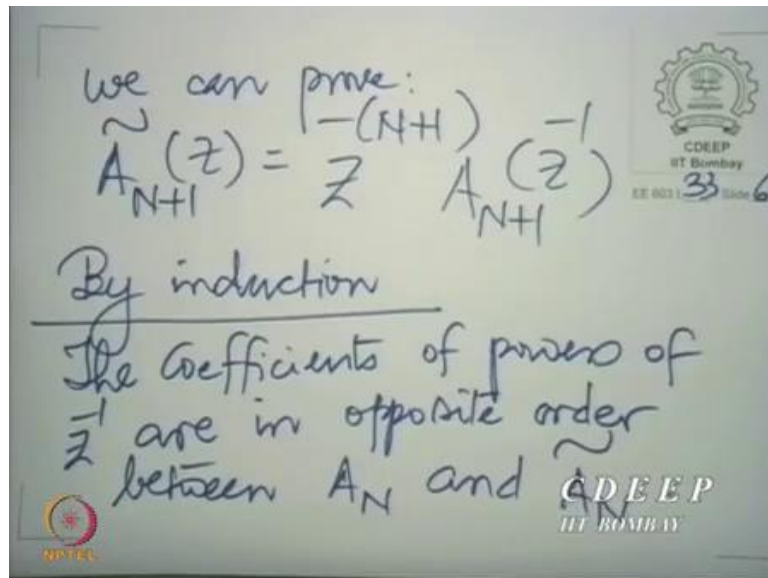 we can prove:
Ã_{N+1}(z) = z^{-(N+1)} A_{N+1}(z^{-1})
By induction
The Coefficients of powers of
z^{-1} are in opposite order
between A_N and Ã_N
CDEEP
IIT Bombay
EE 603 L 33 Slide 6
NPTEL
CDEEP
IIT BOMBAY